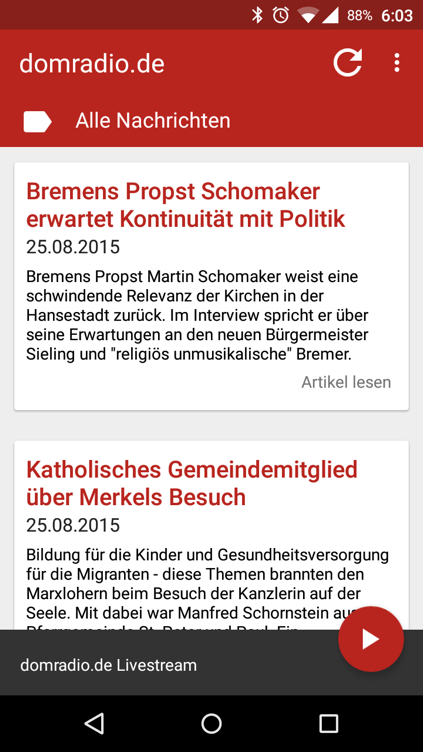 88% 6:03
domradio.de
Alle Nachrichten
Bremens Propst Schomaker
erwartet Kontinuität mit Politik
25.08.2015
Bremens Propst Martin Schomaker weist eine
schwindende Relevanz der Kirchen in der
Hansestadt zurück. Im Interview spricht er über
seine Erwartungen an den neuen Bürgermeister
Sieling und "religiös unmusikalische" Bremer.
Artikel lesen
Katholisches Gemeindemitglied
über Merkels Besuch
25.08.2015
Bildung für die Kinder und Gesundheitsversorgung
für die Migranten - diese Themen brannten den
Marxlohern beim Besuch der Kanzlerin auf der
Seele. Mit dabei war Manfred Schornstein aus
domradio.de Livestream